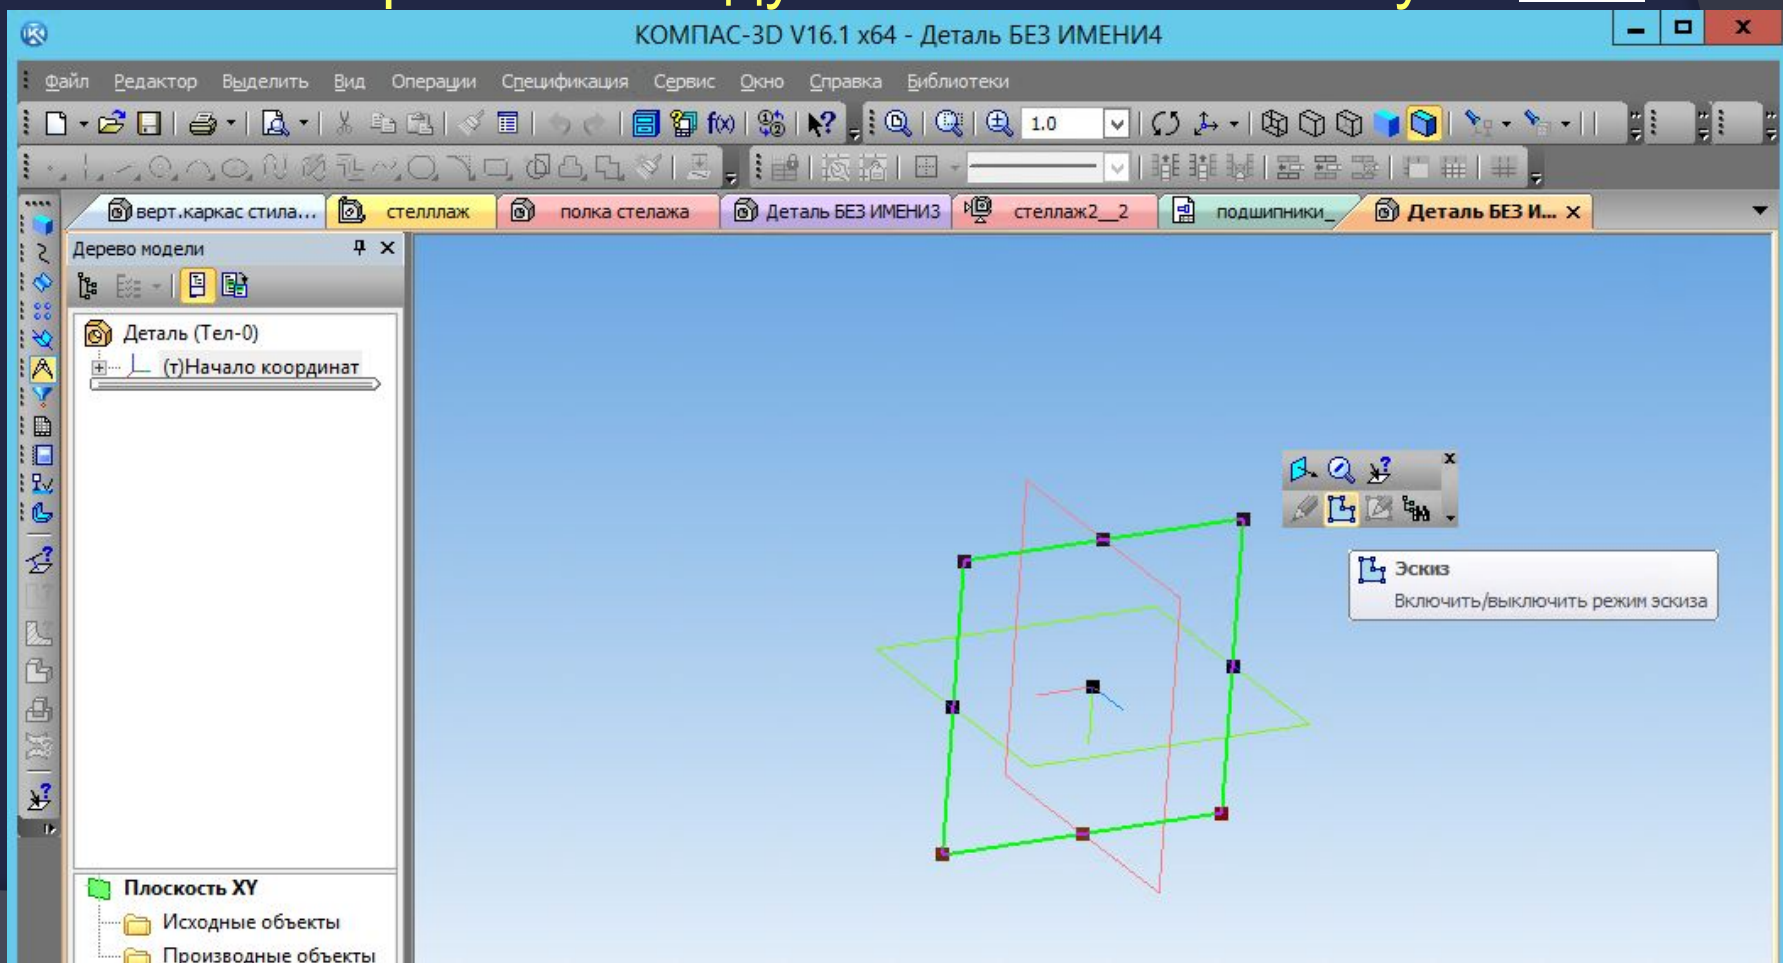 КОМПАС-3D V16.1 x64 - Деталь БЕЗ ИМЕНИ4
Файл Редактор Выделить Вид Операции Спецификация Сервис Окно Справка Библиотеки
f(x) 1.0
верт.каркас стила... стелллаж полка стелажа Деталь БЕЗ ИМЕНИ3 стеллаж2__2 подшипники_ Деталь БЕЗ И...
Дерево модели
Деталь (Тел-0)
(т)Начало координат
Эскиз
Включить/выключить режим эскиза
Плоскость XY
Исходные объекты
Производные объекты